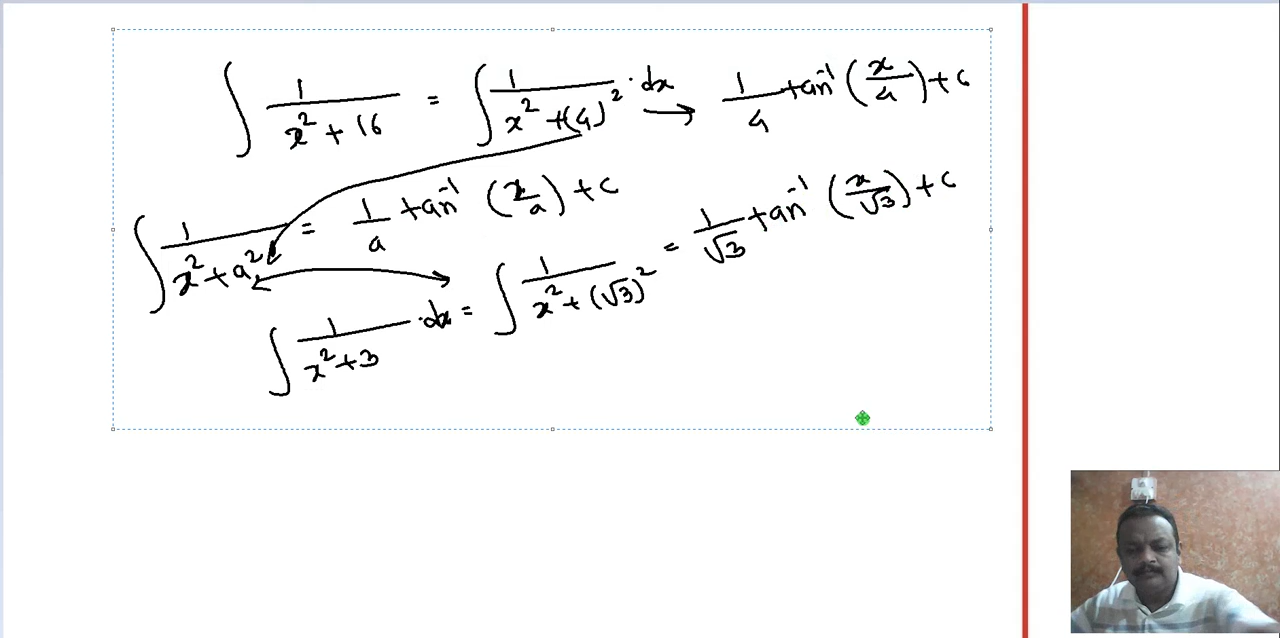 ∫ 1/(x² + 16) = ∫ 1/(x² + (4)²) · dx → 1/4 tan⁻¹ (x/4) + c
∫ 1/(x² + a²) = 1/a tan⁻¹ (x/a) + c
∫ 1/(x² + 3) · dx = ∫ 1/(x² + (√3)²) = 1/√3 tan⁻¹ (x/√3) + c